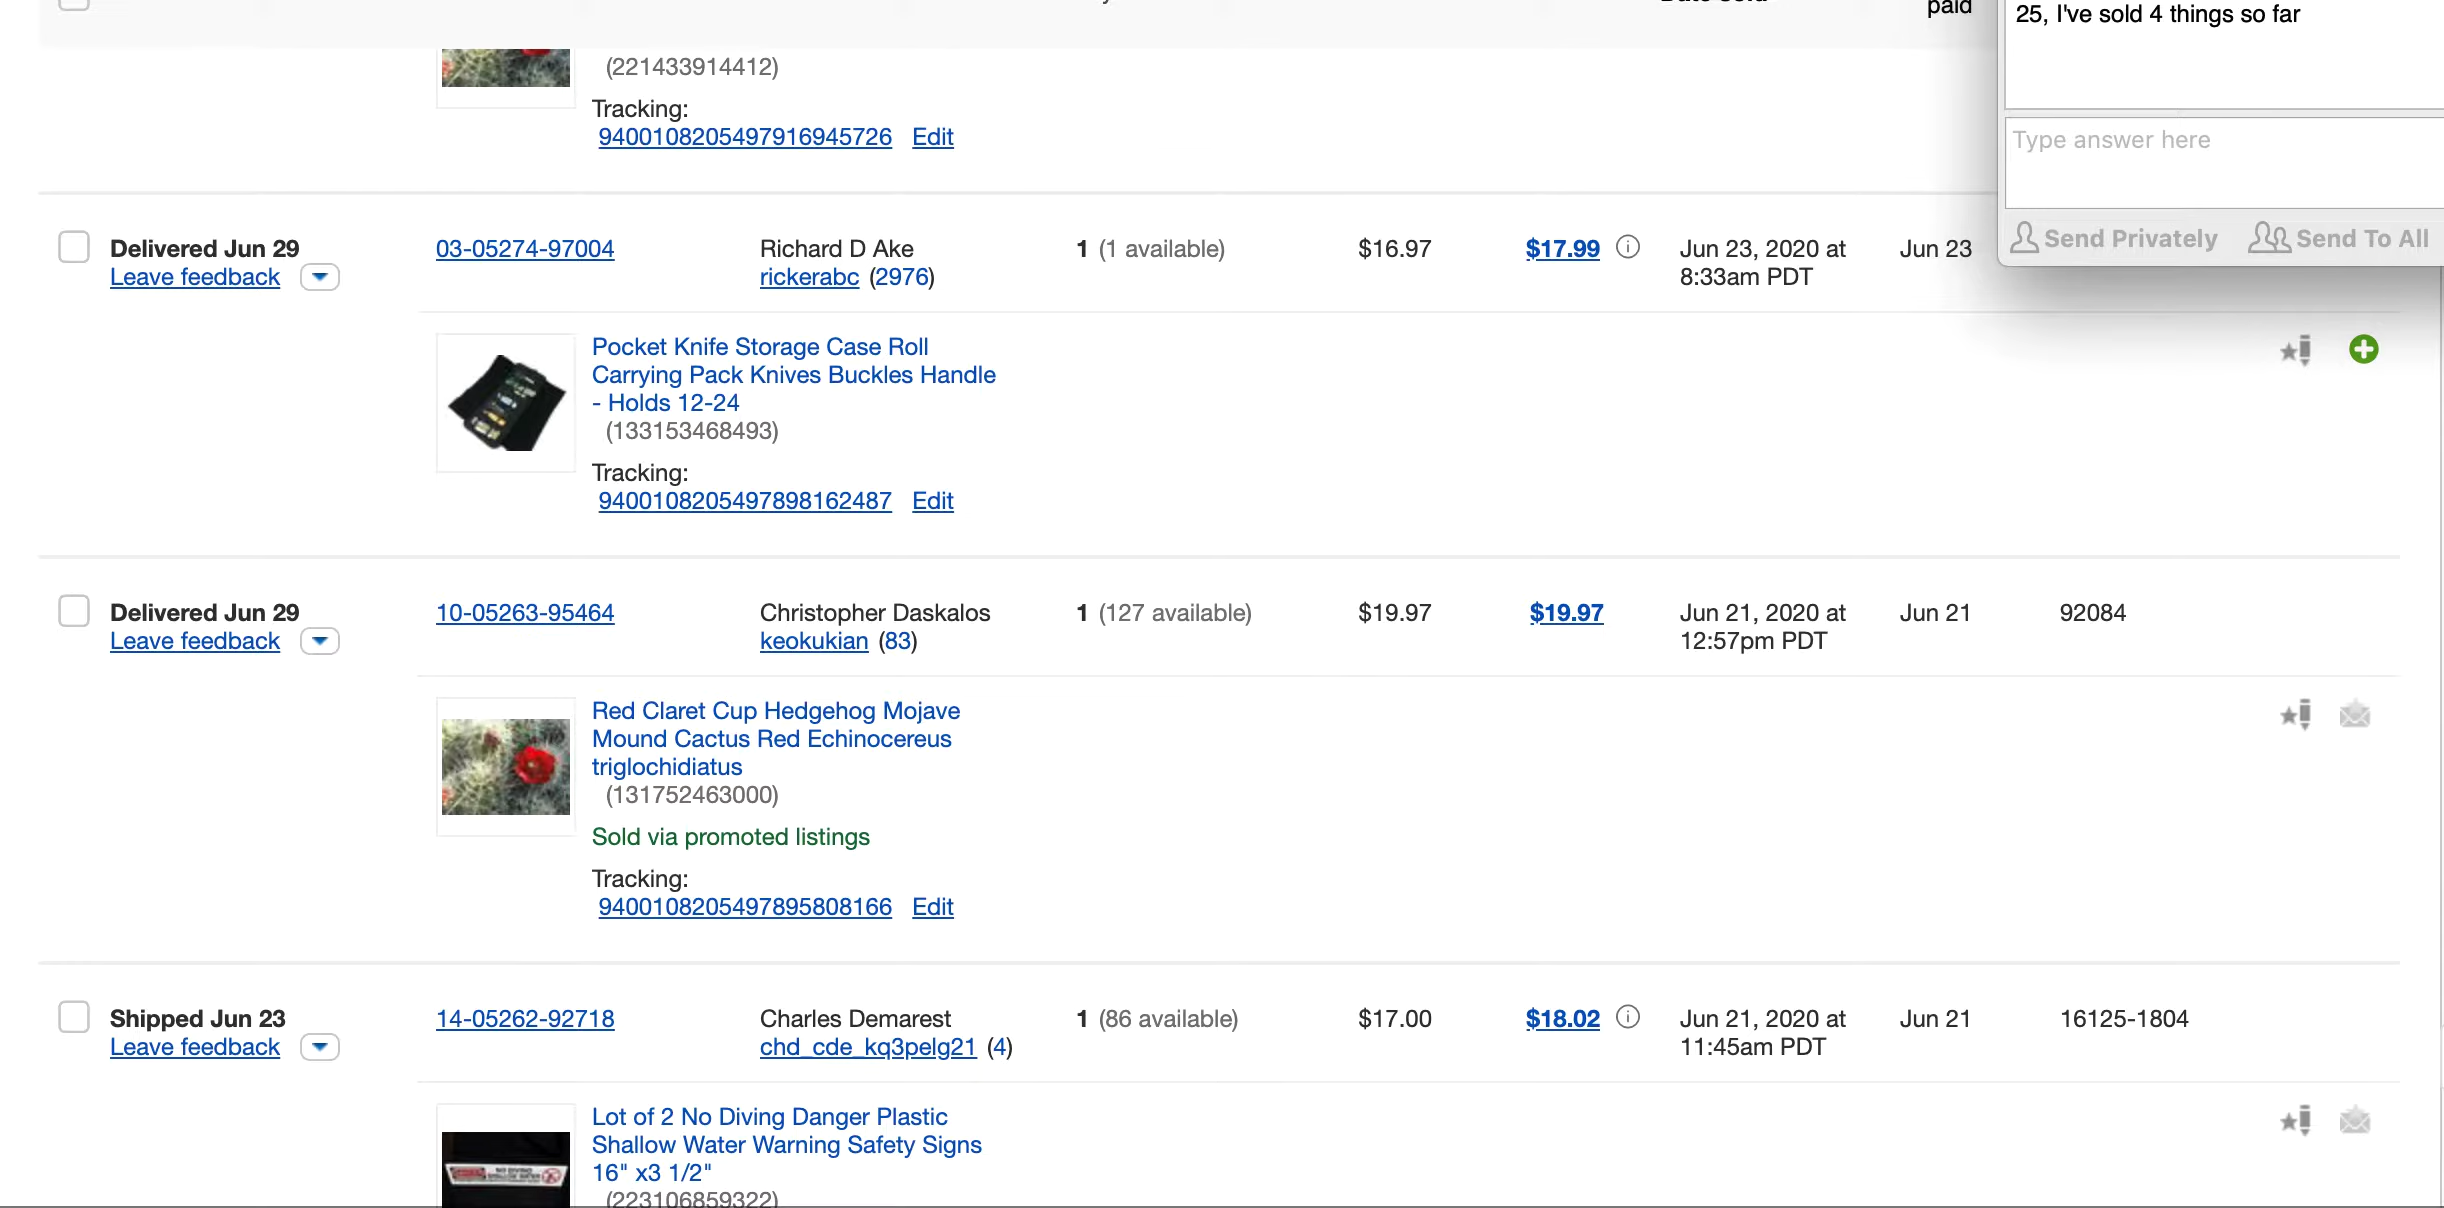 paid
25, I've sold 4 things so far
(221433914412)
Tracking:
9400108205497916945726 Edit
Type answer here
Send Privately Send To All
Delivered Jun 29 03-05274-97004 Richard D Ake 1 (1 available) $16.97 $17.99 Jun 23, 2020 at Jun 23
Leave feedback rickerabc (2976) 8:33am PDT
Pocket Knife Storage Case Roll
Carrying Pack Knives Buckles Handle
- Holds 12-24
(133153468493)
Tracking:
9400108205497898162487 Edit
Delivered Jun 29 10-05263-95464 Christopher Daskalos 1 (127 available) $19.97 $19.97 Jun 21, 2020 at Jun 21 92084
Leave feedback keokukian (83) 12:57pm PDT
Red Claret Cup Hedgehog Mojave
Mound Cactus Red Echinocereus
triglochidiatus
(131752463000)
Sold via promoted listings
Tracking:
9400108205497895808166 Edit
Shipped Jun 23 14-05262-92718 Charles Demarest 1 (86 available) $17.00 $18.02 Jun 21, 2020 at Jun 21 16125-1804
Leave feedback chd_cde_kq3pelg21 (4) 11:45am PDT
Lot of 2 No Diving Danger Plastic
Shallow Water Warning Safety Signs
16" x3 1/2"
(223106859322)